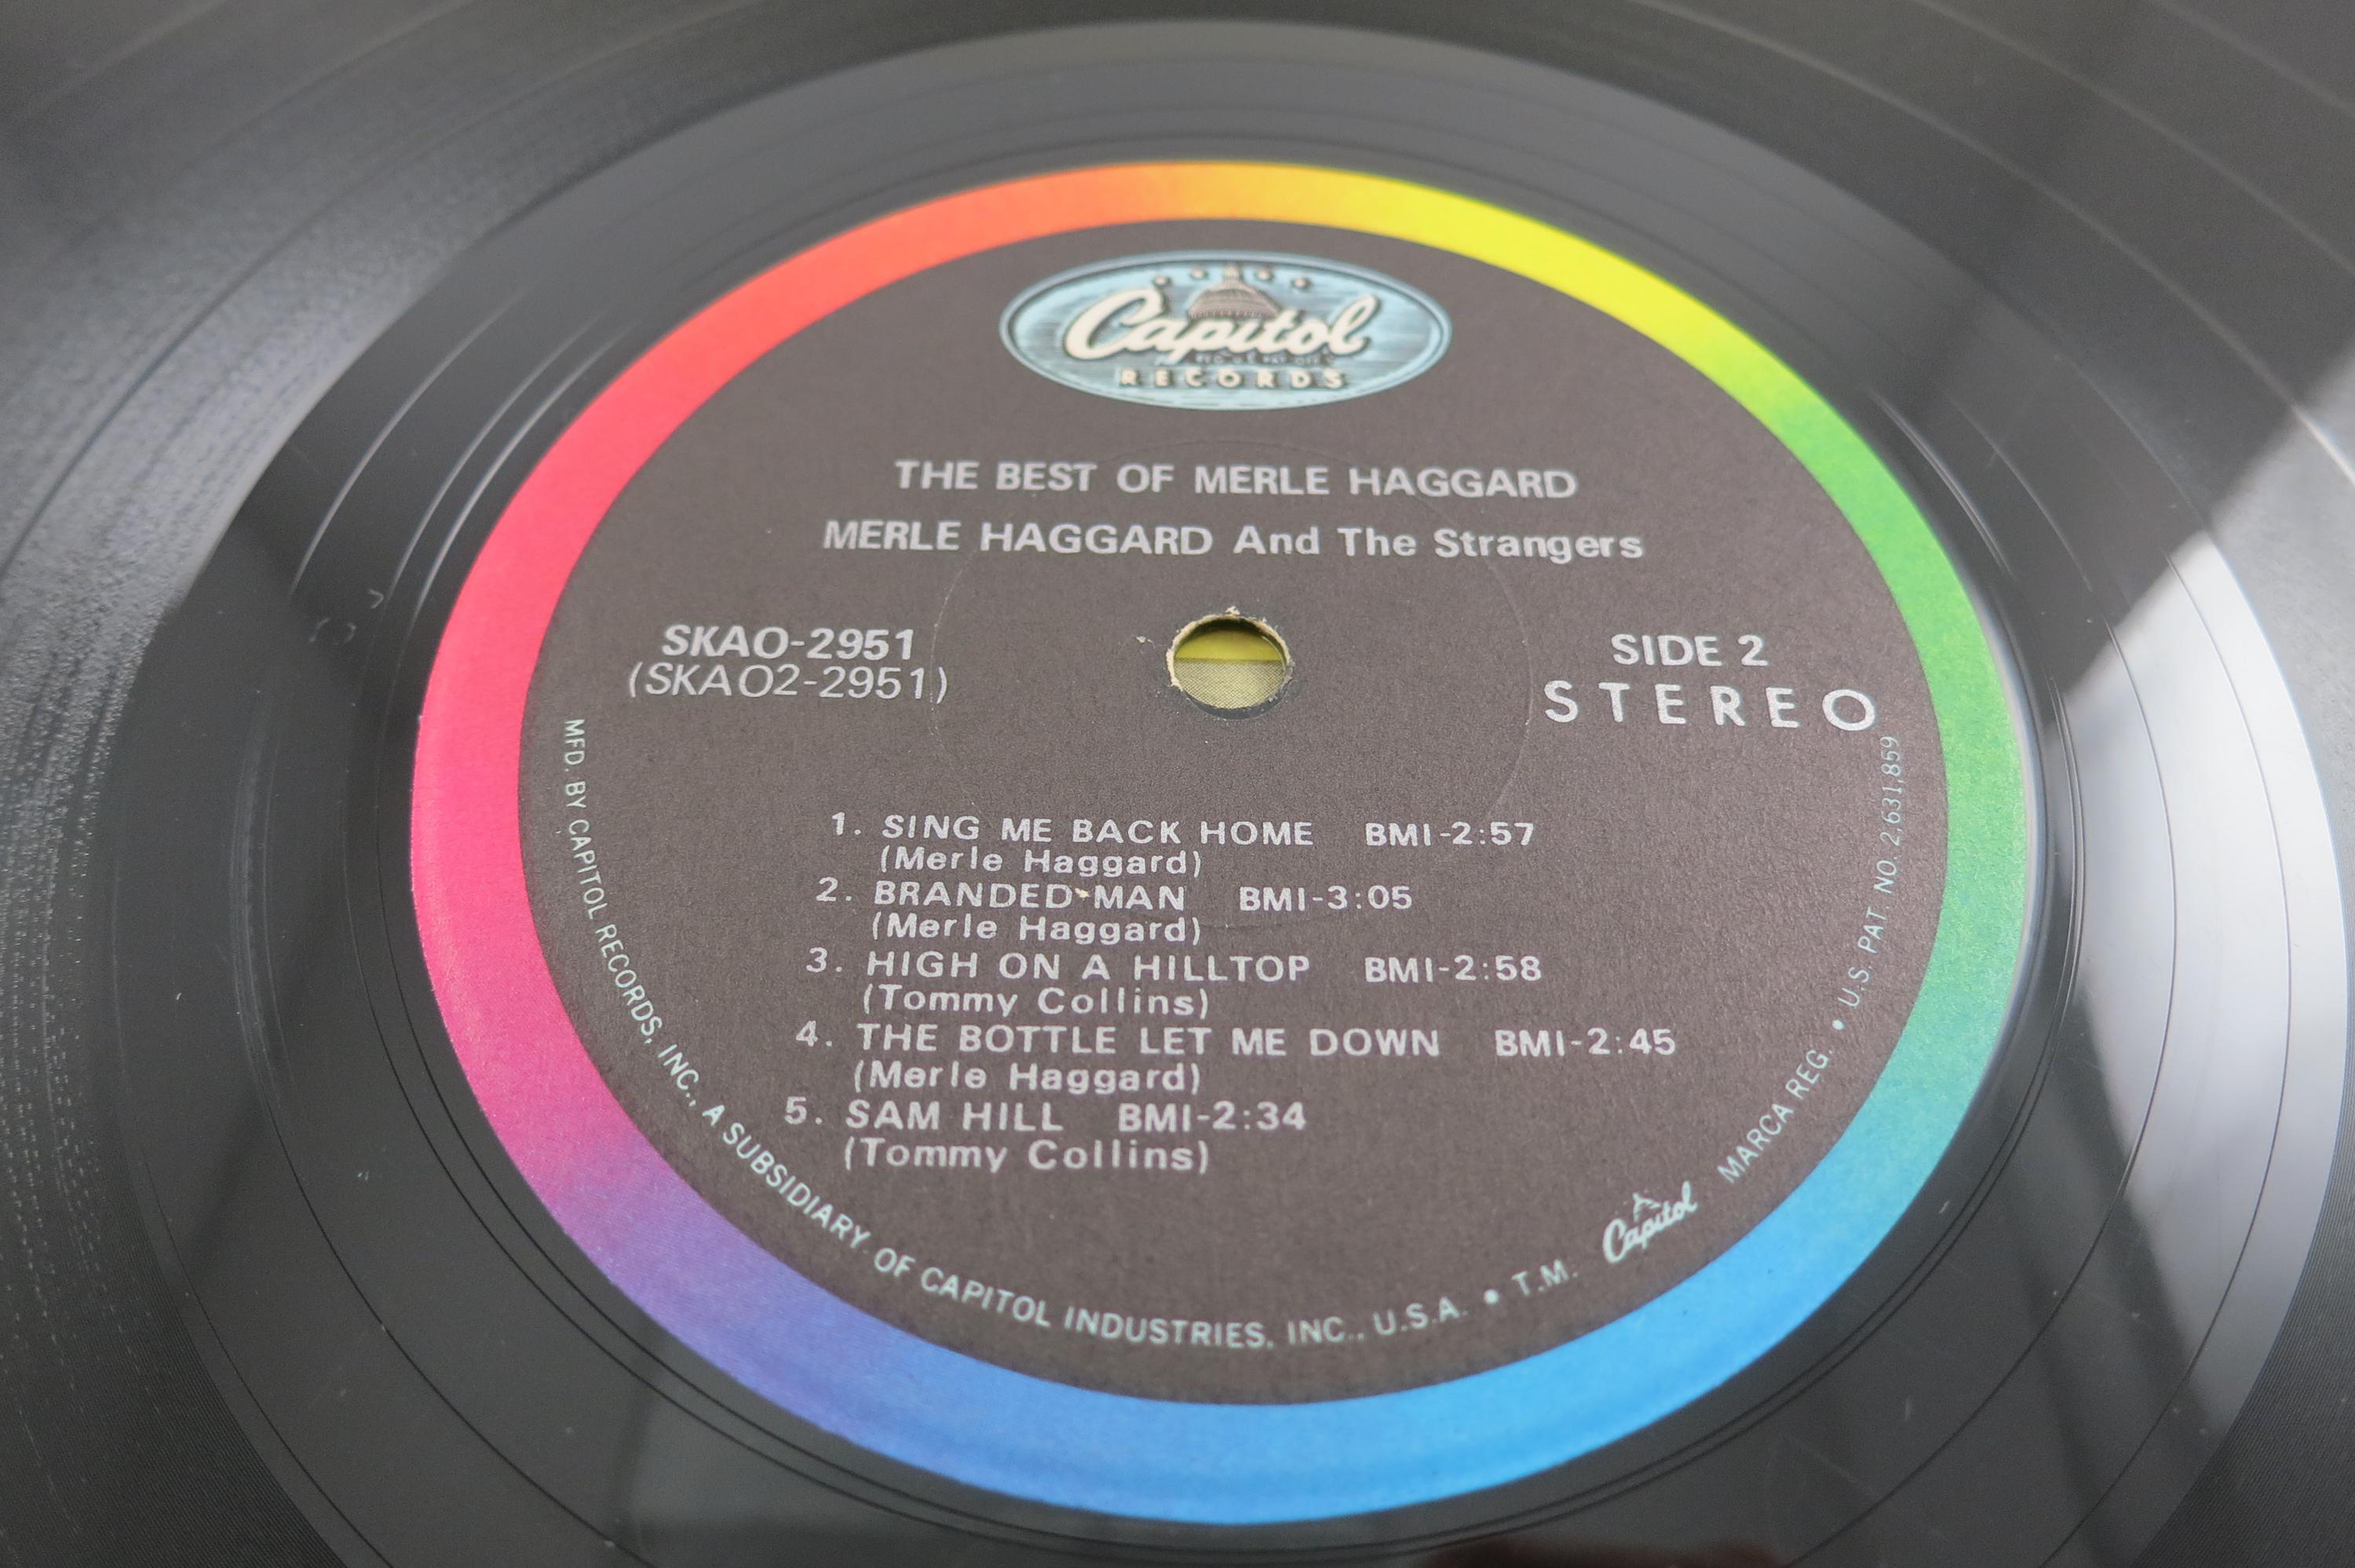 Capitol
RECORDS
THE BEST OF MERLE HAGGARD
MERLE HAGGARD And The Strangers
SKAO-2951
(SKAO2-2951)
SIDE 2
STEREO
1. SING ME BACK HOME BMI-2:57
(Merle Haggard)
2. BRANDED MAN BMI-3:05
(Merle Haggard)
3. HIGH ON A HILLTOP BMI-2:58
(Tommy Collins)
4. THE BOTTLE LET ME DOWN BMI-2:45
(Merle Haggard)
5. SAM HILL BMI-2:34
(Tommy Collins)
MFD. BY CAPITOL RECORDS, INC., A SUBSIDIARY OF CAPITOL INDUSTRIES, INC., U.S.A. • T.M. Capitol MARCA REG. • U.S. PAT. NO. 2,631,859